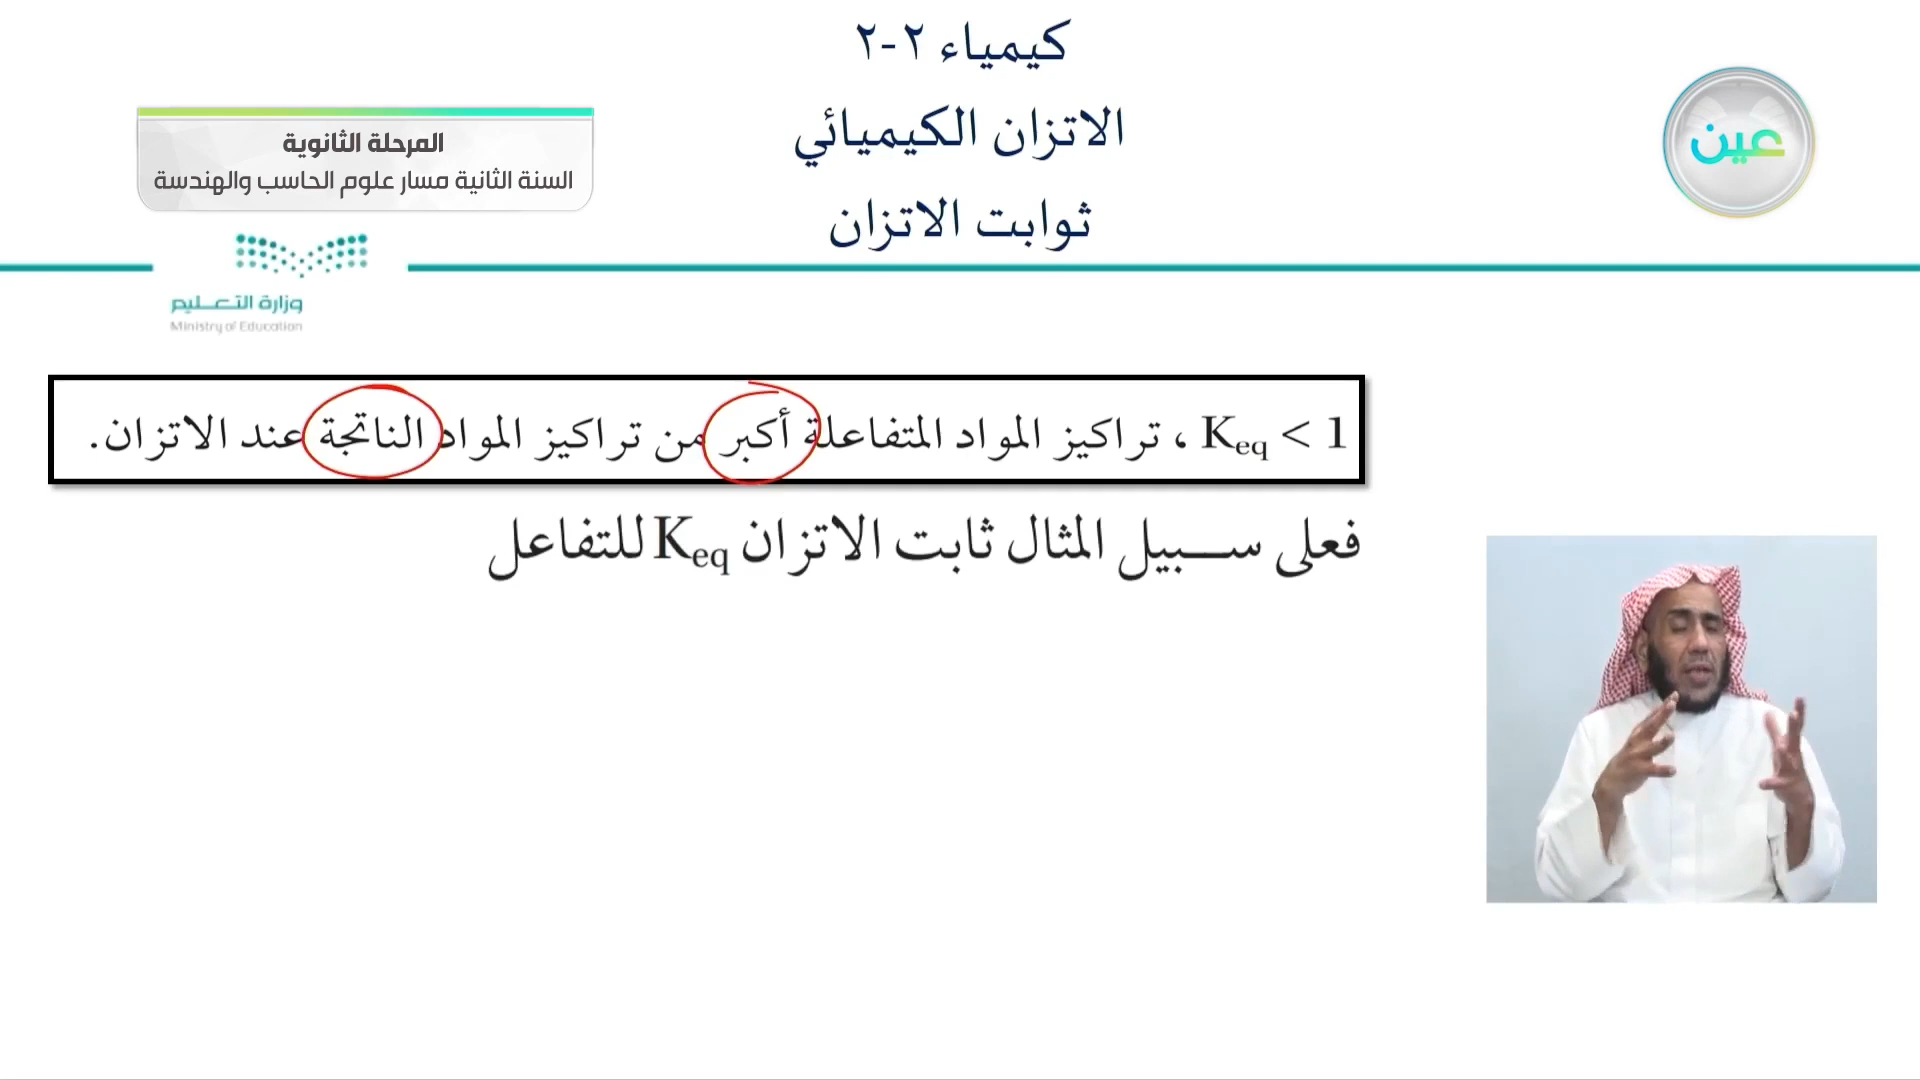 كيمياء ٢-٢
الاتزان الكيميائي
ثوابت الاتزان
عين
المرحلة الثانوية
السنة الثانية مسار علوم الحاسب والهندسة
وزارة التعـليم
Ministry of Education
Keq < 1 ، تراكيز المواد المتفاعلة أكبر من تراكيز المواد الناتجة عند الاتزان.
فعلى سبيل المثال ثابت الاتزان Keq للتفاعل